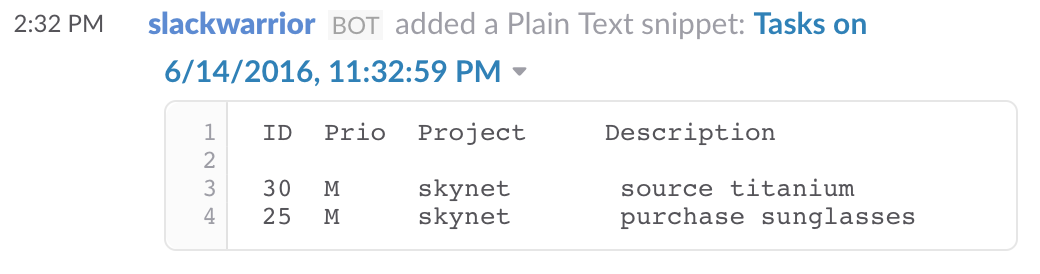 2:32 PM slackwarrior BOT added a Plain Text snippet: Tasks on
6/14/2016, 11:32:59 PM
1 ID Prio Project Description
2
3 30 M skynet source titanium
4 25 M skynet purchase sunglasses